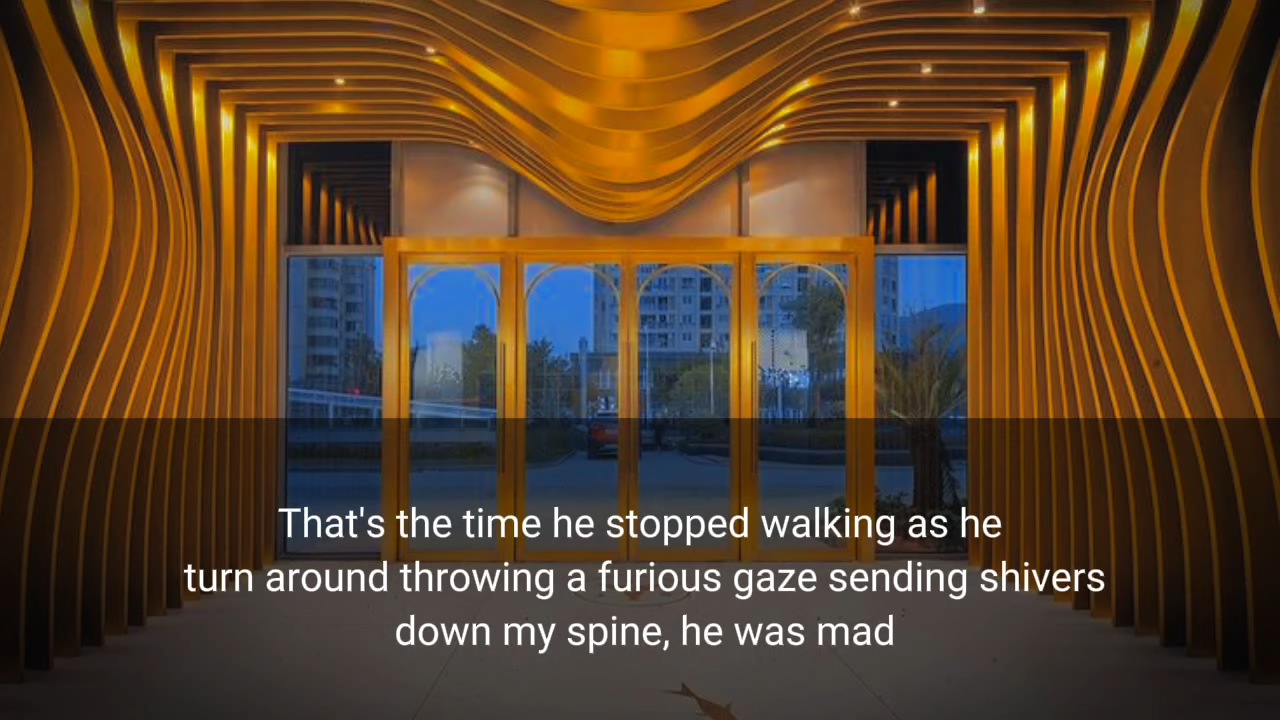 That's the time he stopped walking as he
turn around throwing a furious gaze sending shivers
down my spine, he was mad